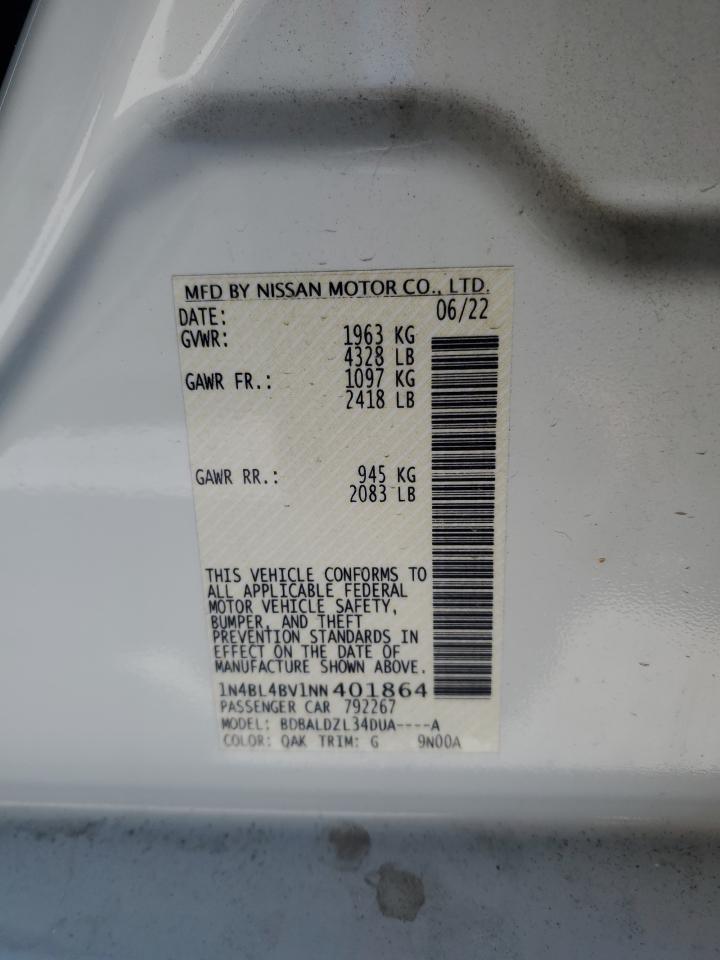 MFD BY NISSAN MOTOR CO., LTD.
DATE: 06/22
GVWR: 1963 KG
4328 LB
GAWR FR.: 1097 KG
2418 LB
GAWR RR.: 945 KG
2083 LB
THIS VEHICLE CONFORMS TO
ALL APPLICABLE FEDERAL
MOTOR VEHICLE SAFETY,
BUMPER, AND THEFT
PREVENTION STANDARDS IN
EFFECT ON THE DATE OF
MANUFACTURE SHOWN ABOVE.
1N4BL4BV1NN401864
PASSENGER CAR 792267
MODEL: BDBALDZL34DUA----A
COLOR: QAK TRIM: G 9N00A